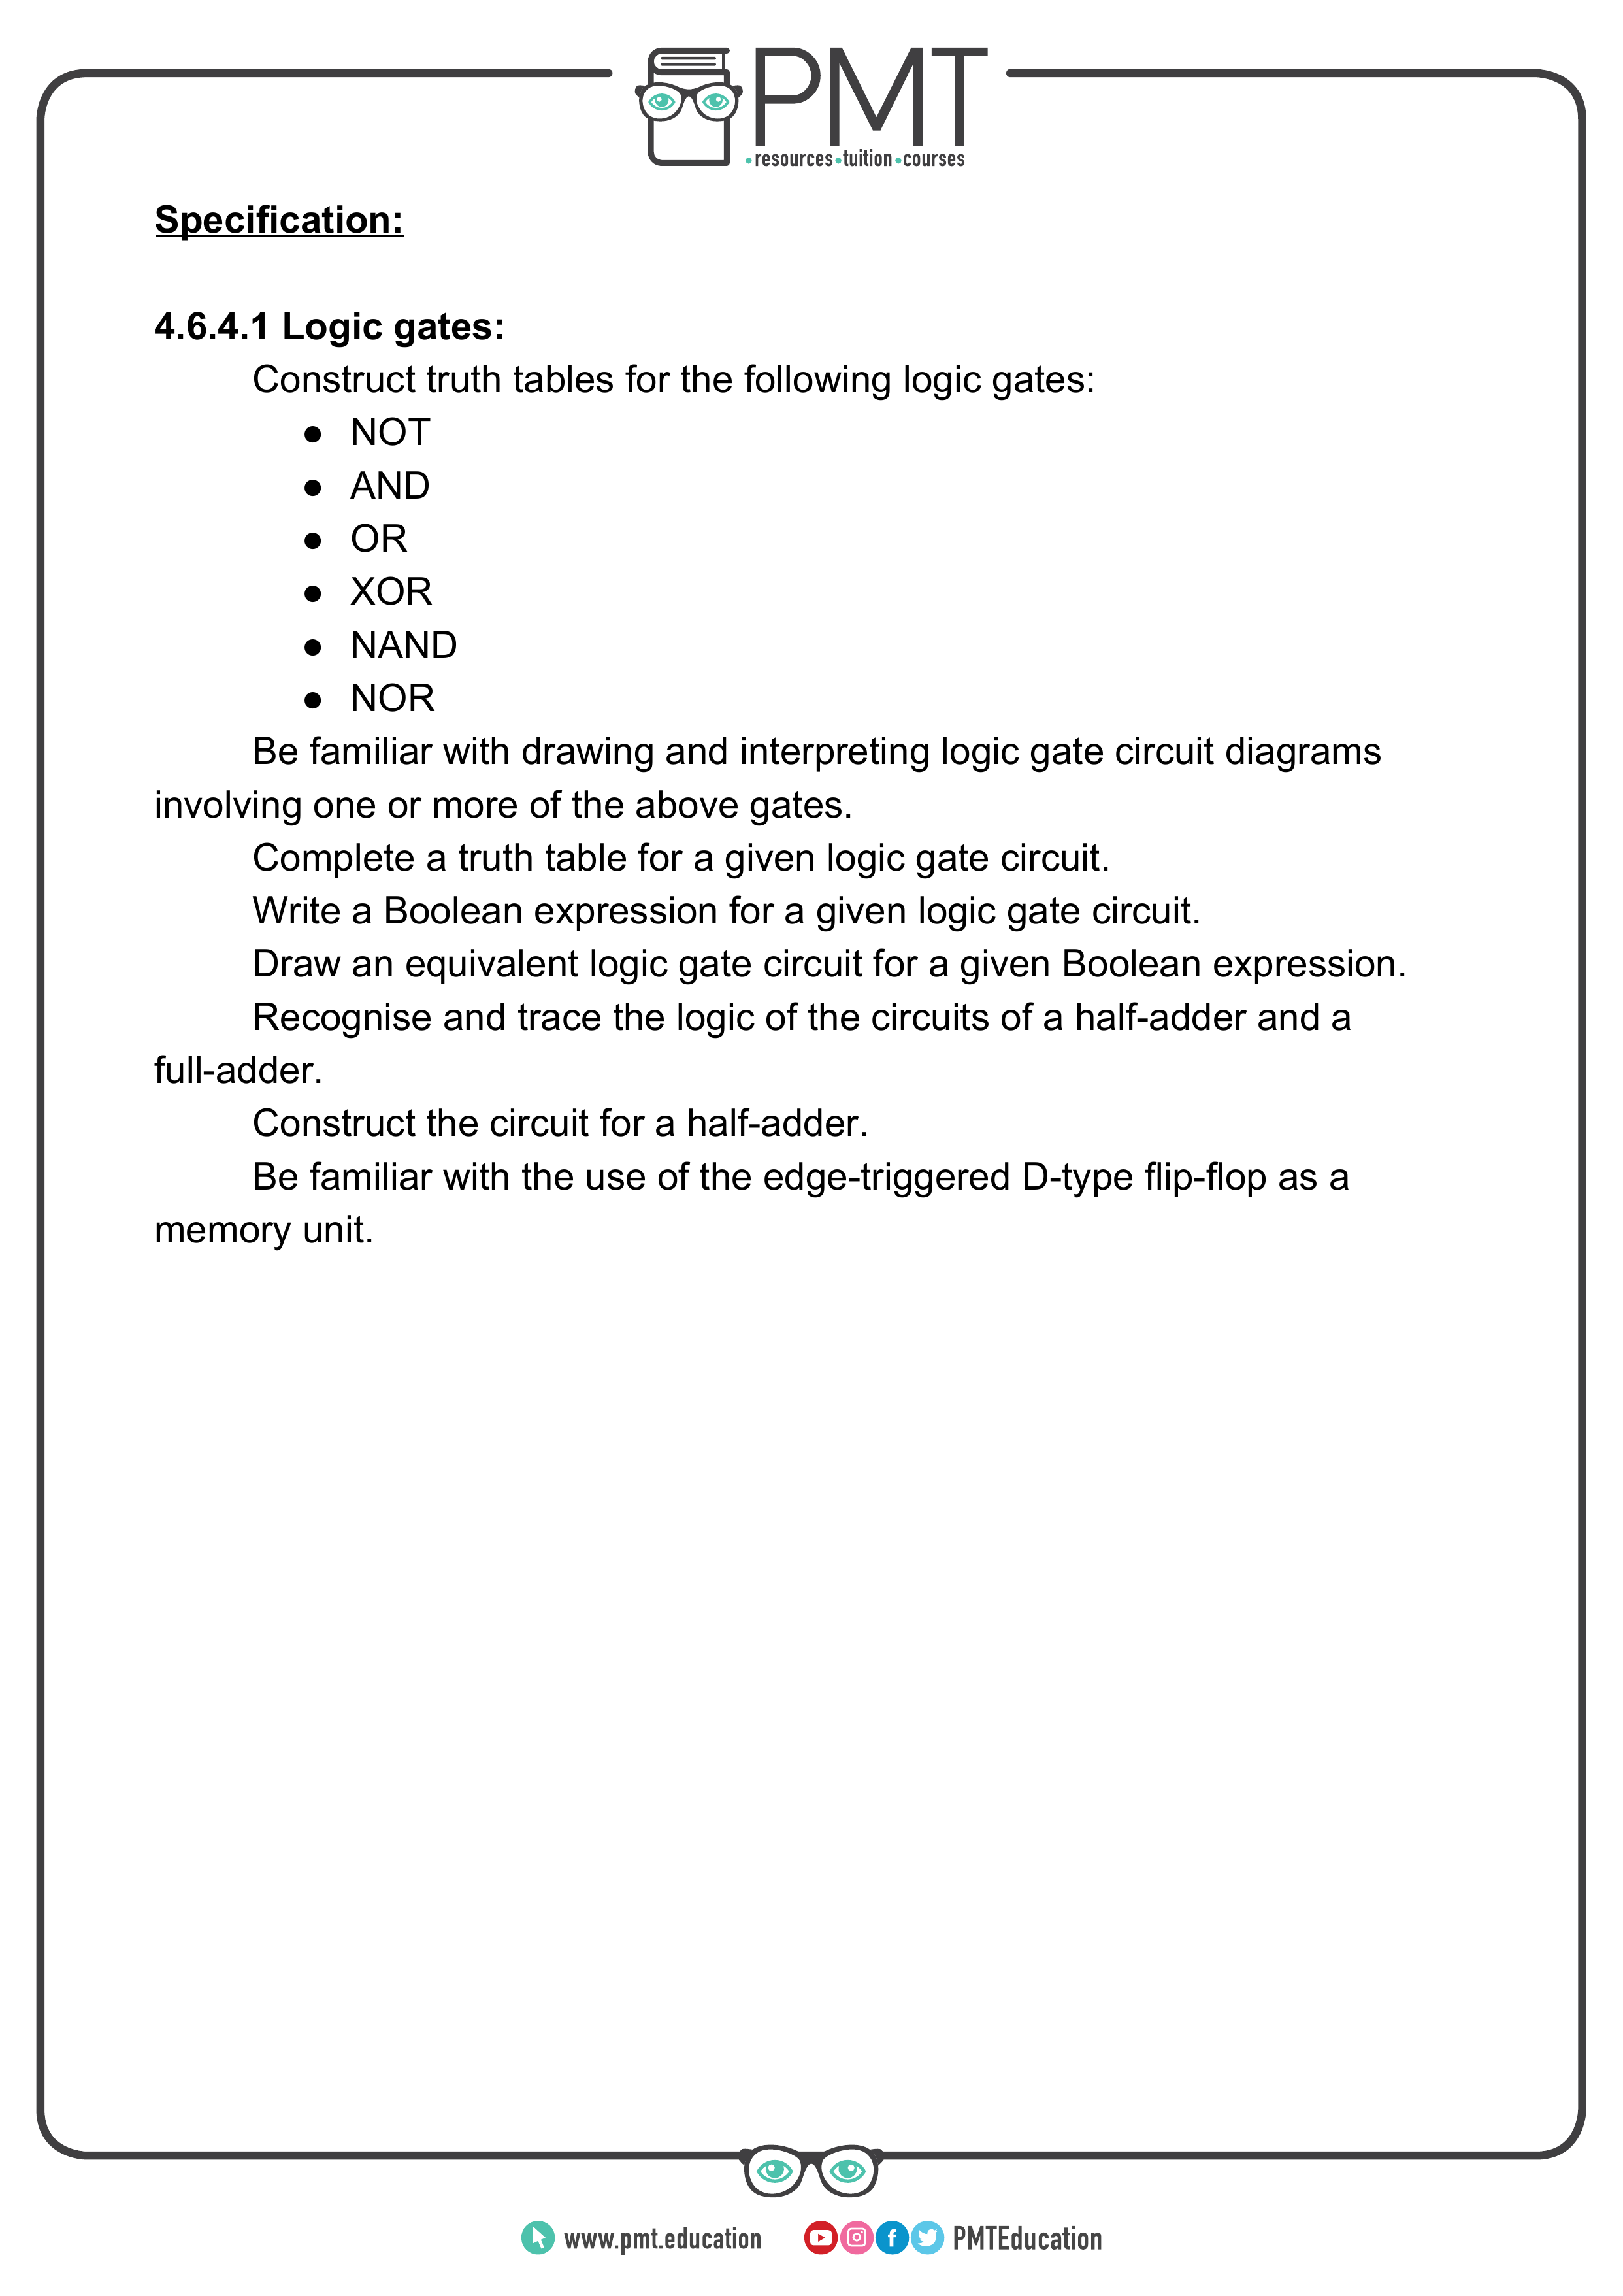 PMT
resources tuition courses
Specification:
4.6.4.1 Logic gates:
Construct truth tables for the following logic gates:
● NOT
● AND
● OR
● XOR
● NAND
● NOR
Be familiar with drawing and interpreting logic gate circuit diagrams
involving one or more of the above gates.
Complete a truth table for a given logic gate circuit.
Write a Boolean expression for a given logic gate circuit.
Draw an equivalent logic gate circuit for a given Boolean expression.
Recognise and trace the logic of the circuits of a half-adder and a
full-adder.
Construct the circuit for a half-adder.
Be familiar with the use of the edge-triggered D-type flip-flop as a
memory unit.
www.pmt.education PMTEducation